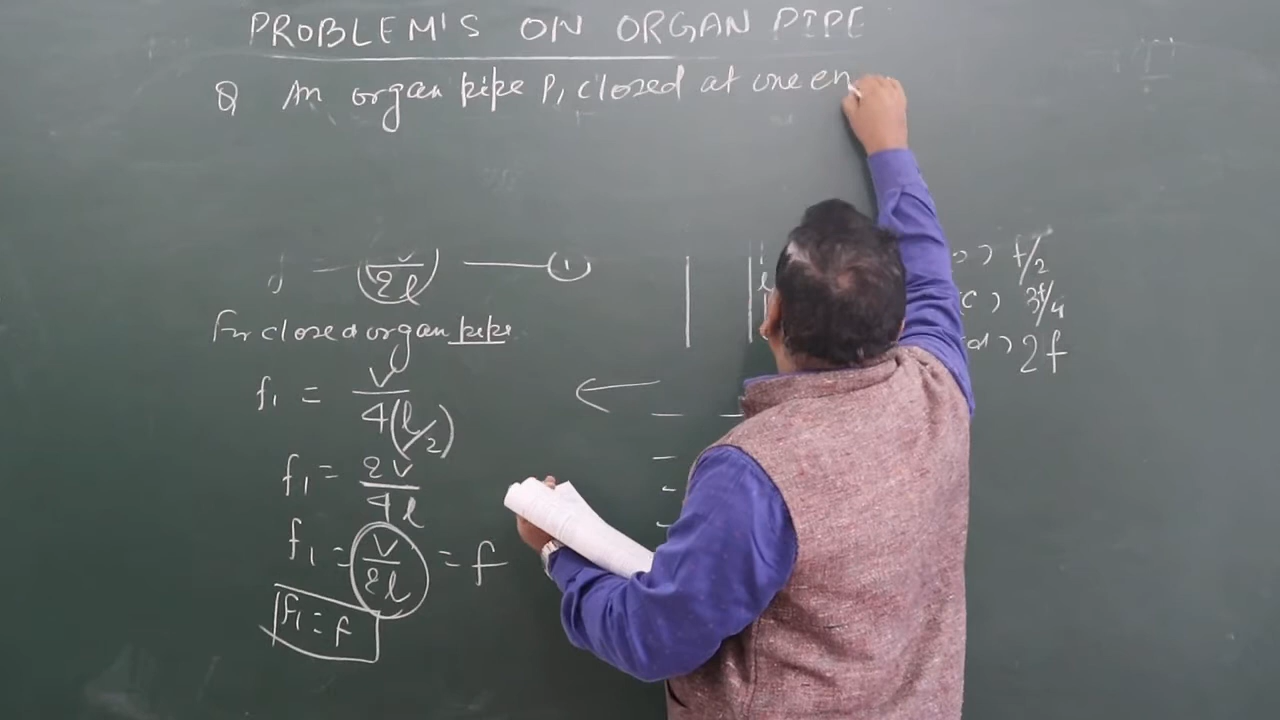 PROBLEM'S ON ORGAN PIPE
Q An organ pipe P, closed at one en
f/2
c) 3f/4
d) 2f
v/2l — (1)
For closed organ pipe
f₁ = v/4(l/2)
f₁ = 2v/4l
f₁ = v/2l = f
f₁ = f
l